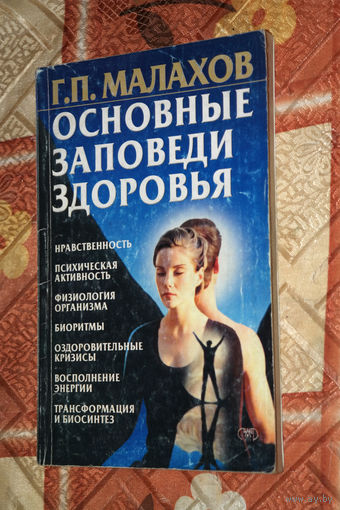 Г.П. МАЛАХОВ
ОСНОВНЫЕ
ЗАПОВЕДИ
ЗДОРОВЬЯ
НРАВСТВЕННОСТЬ
ПСИХИЧЕСКАЯ
АКТИВНОСТЬ
ФИЗИОЛОГИЯ
ОРГАНИЗМА
БИОРИТМЫ
ОЗДОРОВИТЕЛЬНЫЕ
КРИЗИСЫ
ВОСПОЛНЕНИЕ
ЭНЕРГИИ
ТРАНСФОРМАЦИЯ
И БИОСИНТЕЗ